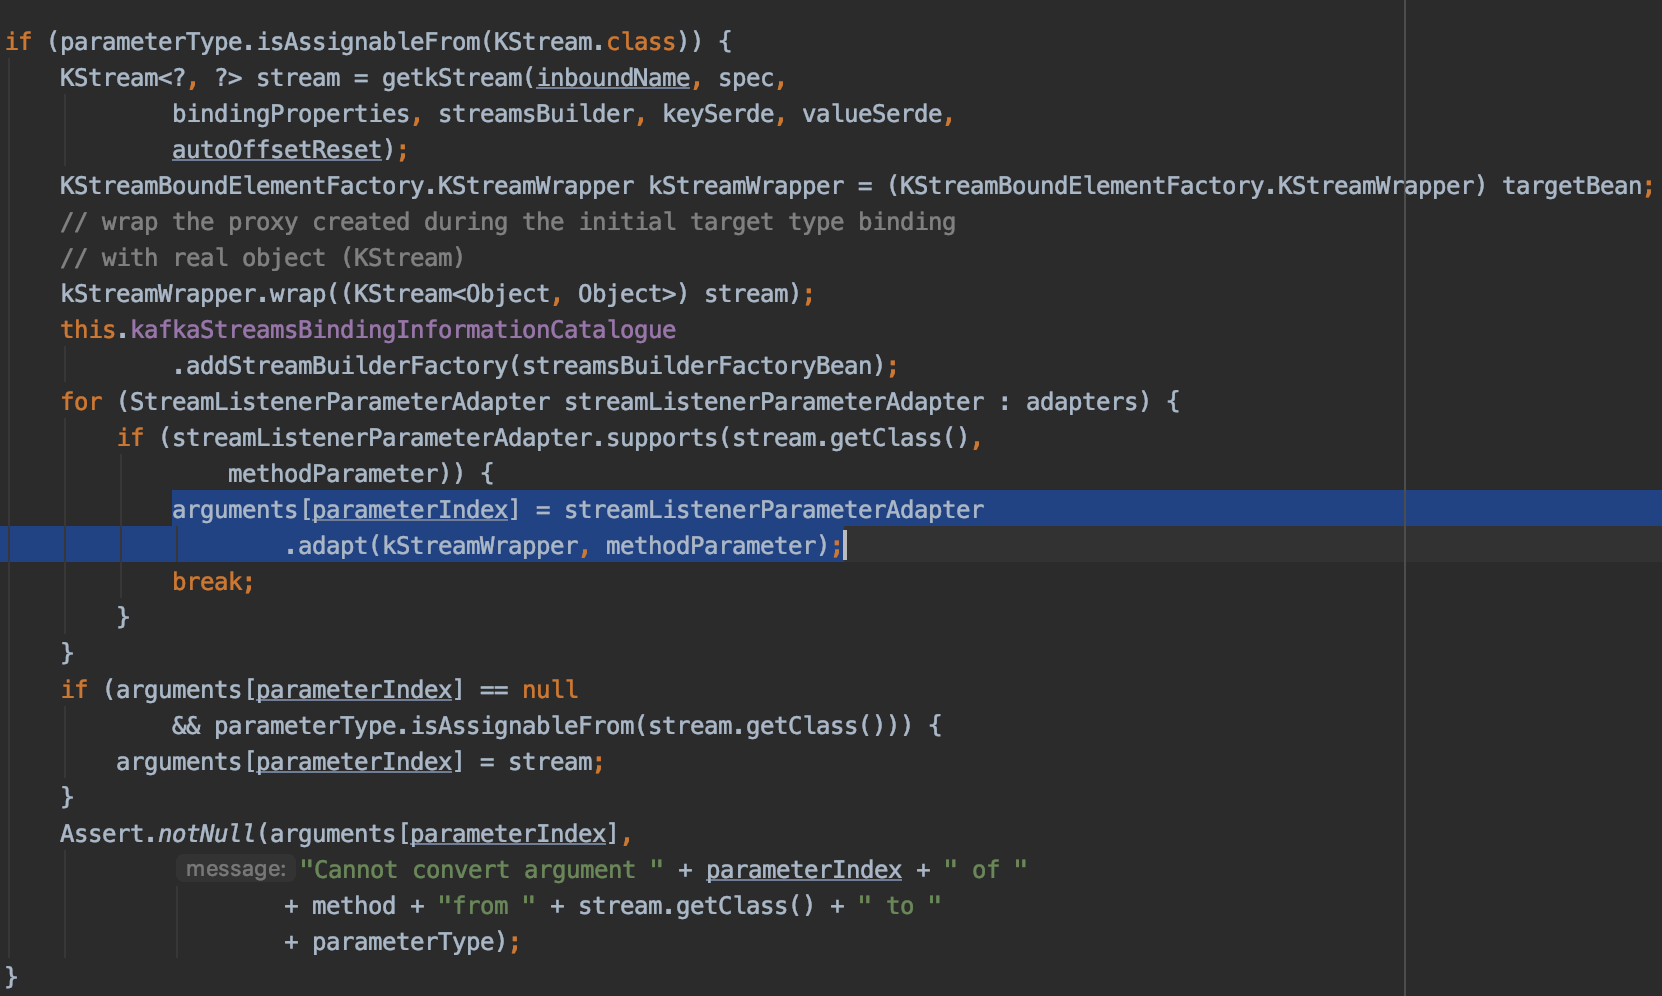 if (parameterType.isAssignableFrom(KStream.class)) {
KStream<?, ?> stream = getkStream(inboundName, spec,
bindingProperties, streamsBuilder, keySerde, valueSerde,
autoOffsetReset);
KStreamBoundElementFactory.KStreamWrapper kStreamWrapper = (KStreamBoundElementFactory.KStreamWrapper) targetBean;
// wrap the proxy created during the initial target type binding
// with real object (KStream)
kStreamWrapper.wrap((KStream<Object, Object>) stream);
this.kafkaStreamsBindingInformationCatalogue
.addStreamBuilderFactory(streamsBuilderFactoryBean);
for (StreamListenerParameterAdapter streamListenerParameterAdapter : adapters) {
if (streamListenerParameterAdapter.supports(stream.getClass(),
methodParameter)) {
arguments[parameterIndex] = streamListenerParameterAdapter
.adapt(kStreamWrapper, methodParameter);
break;
}
}
if (arguments[parameterIndex] == null
&& parameterType.isAssignableFrom(stream.getClass())) {
arguments[parameterIndex] = stream;
}
Assert.notNull(arguments[parameterIndex],
message: "Cannot convert argument " + parameterIndex + " of "
+ method + "from " + stream.getClass() + " to "
+ parameterType);
}